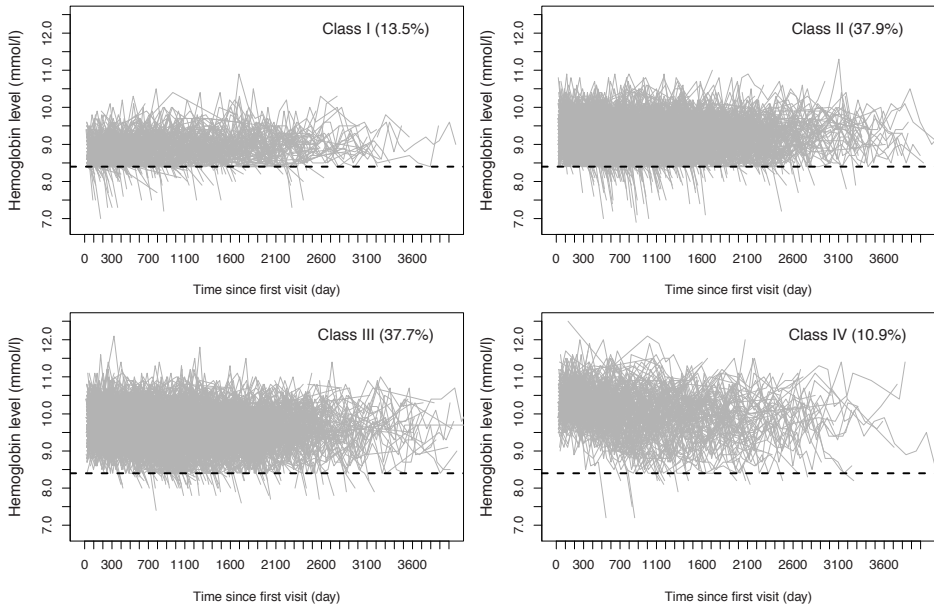 Class I (13.5%)
Hemoglobin level (mmol/l)
7.0 8.0 9.0 10.0 11.0 12.0
0 300 700 1100 1600 2100 2600 3100 3600
Time since first visit (day)
Class II (37.9%)
Hemoglobin level (mmol/l)
7.0 8.0 9.0 10.0 11.0 12.0
0 300 700 1100 1600 2100 2600 3100 3600
Time since first visit (day)
Class III (37.7%)
Hemoglobin level (mmol/l)
7.0 8.0 9.0 10.0 11.0 12.0
0 300 700 1100 1600 2100 2600 3100 3600
Time since first visit (day)
Class IV (10.9%)
Hemoglobin level (mmol/l)
7.0 8.0 9.0 10.0 11.0 12.0
0 300 700 1100 1600 2100 2600 3100 3600
Time since first visit (day)